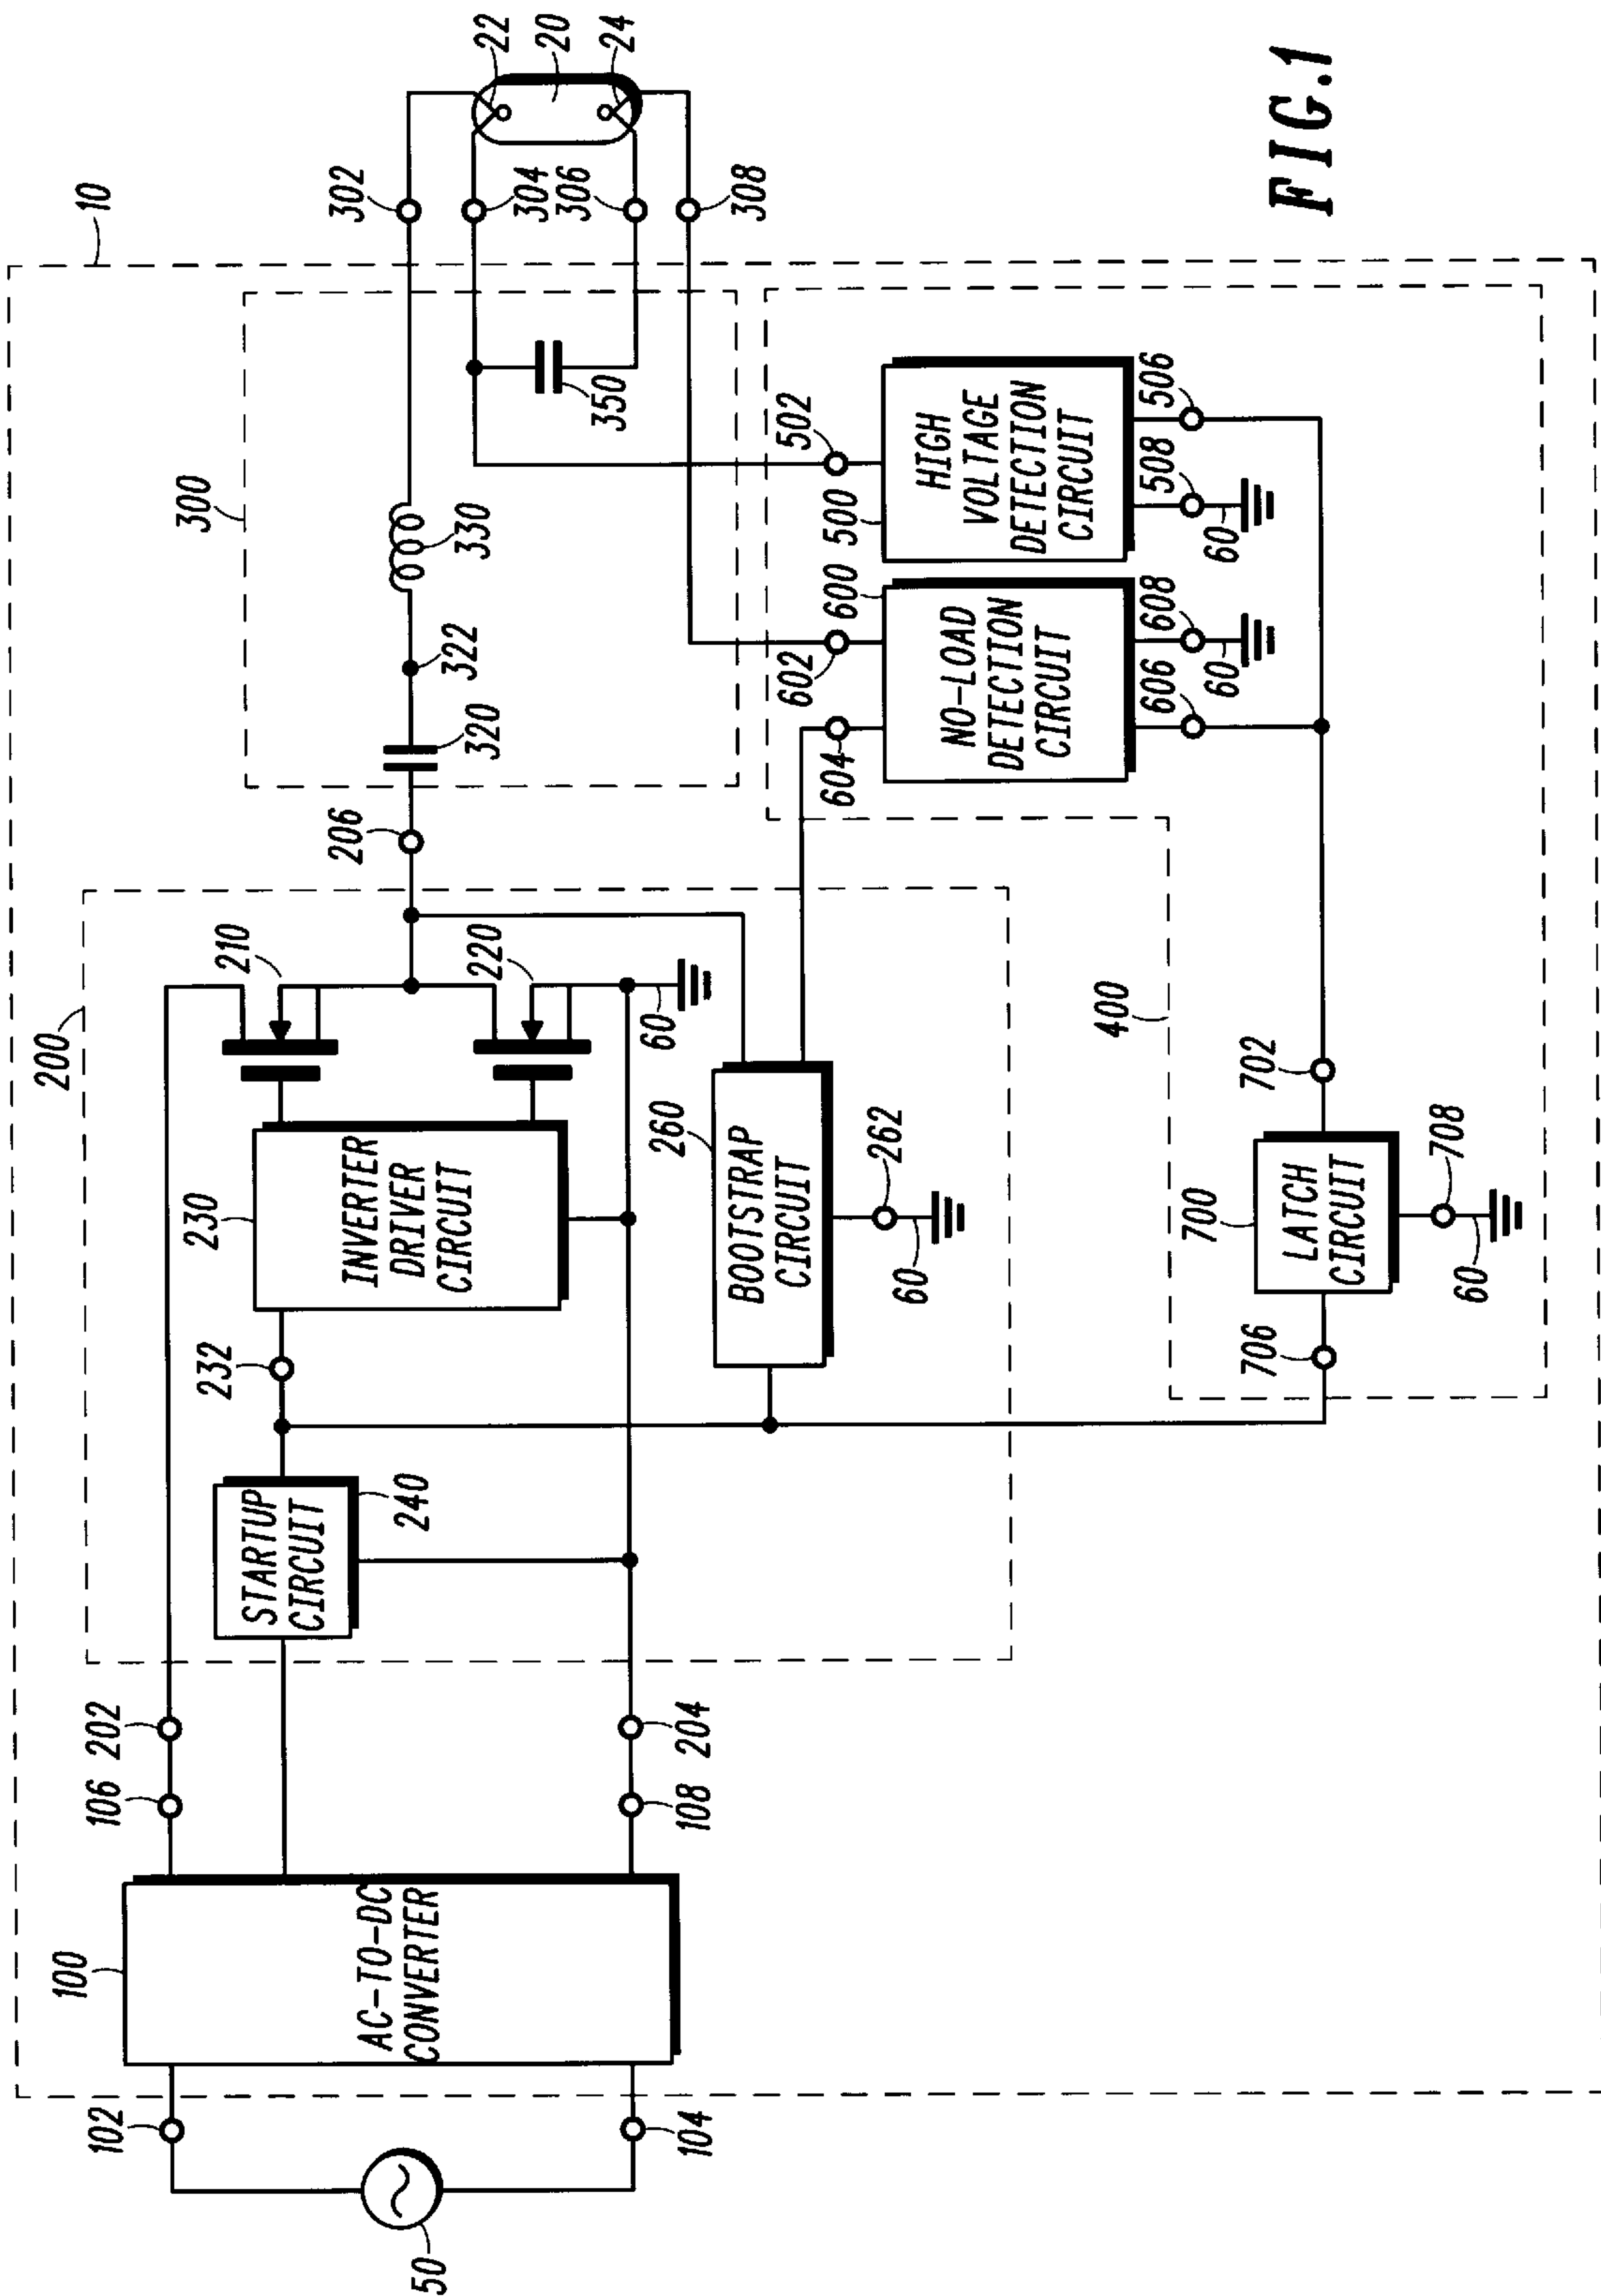 10
300
302
22
20
24
304
306
308
350
330
322
320
206
200
210
220
60
230
INVERTER
DRIVER
CIRCUIT
232
STARTUP
CIRCUIT
240
260
BOOTSTRAP
CIRCUIT
262
60
202
106
204
108
100
AC-TO-DC
CONVERTER
102
104
50
400
502
500
HIGH
VOLTAGE
DETECTION
CIRCUIT
506
508
60
600
602
604
NO-LOAD
DETECTION
CIRCUIT
608
606
60
702
700
LATCH
CIRCUIT
708
60
706
FIG.1